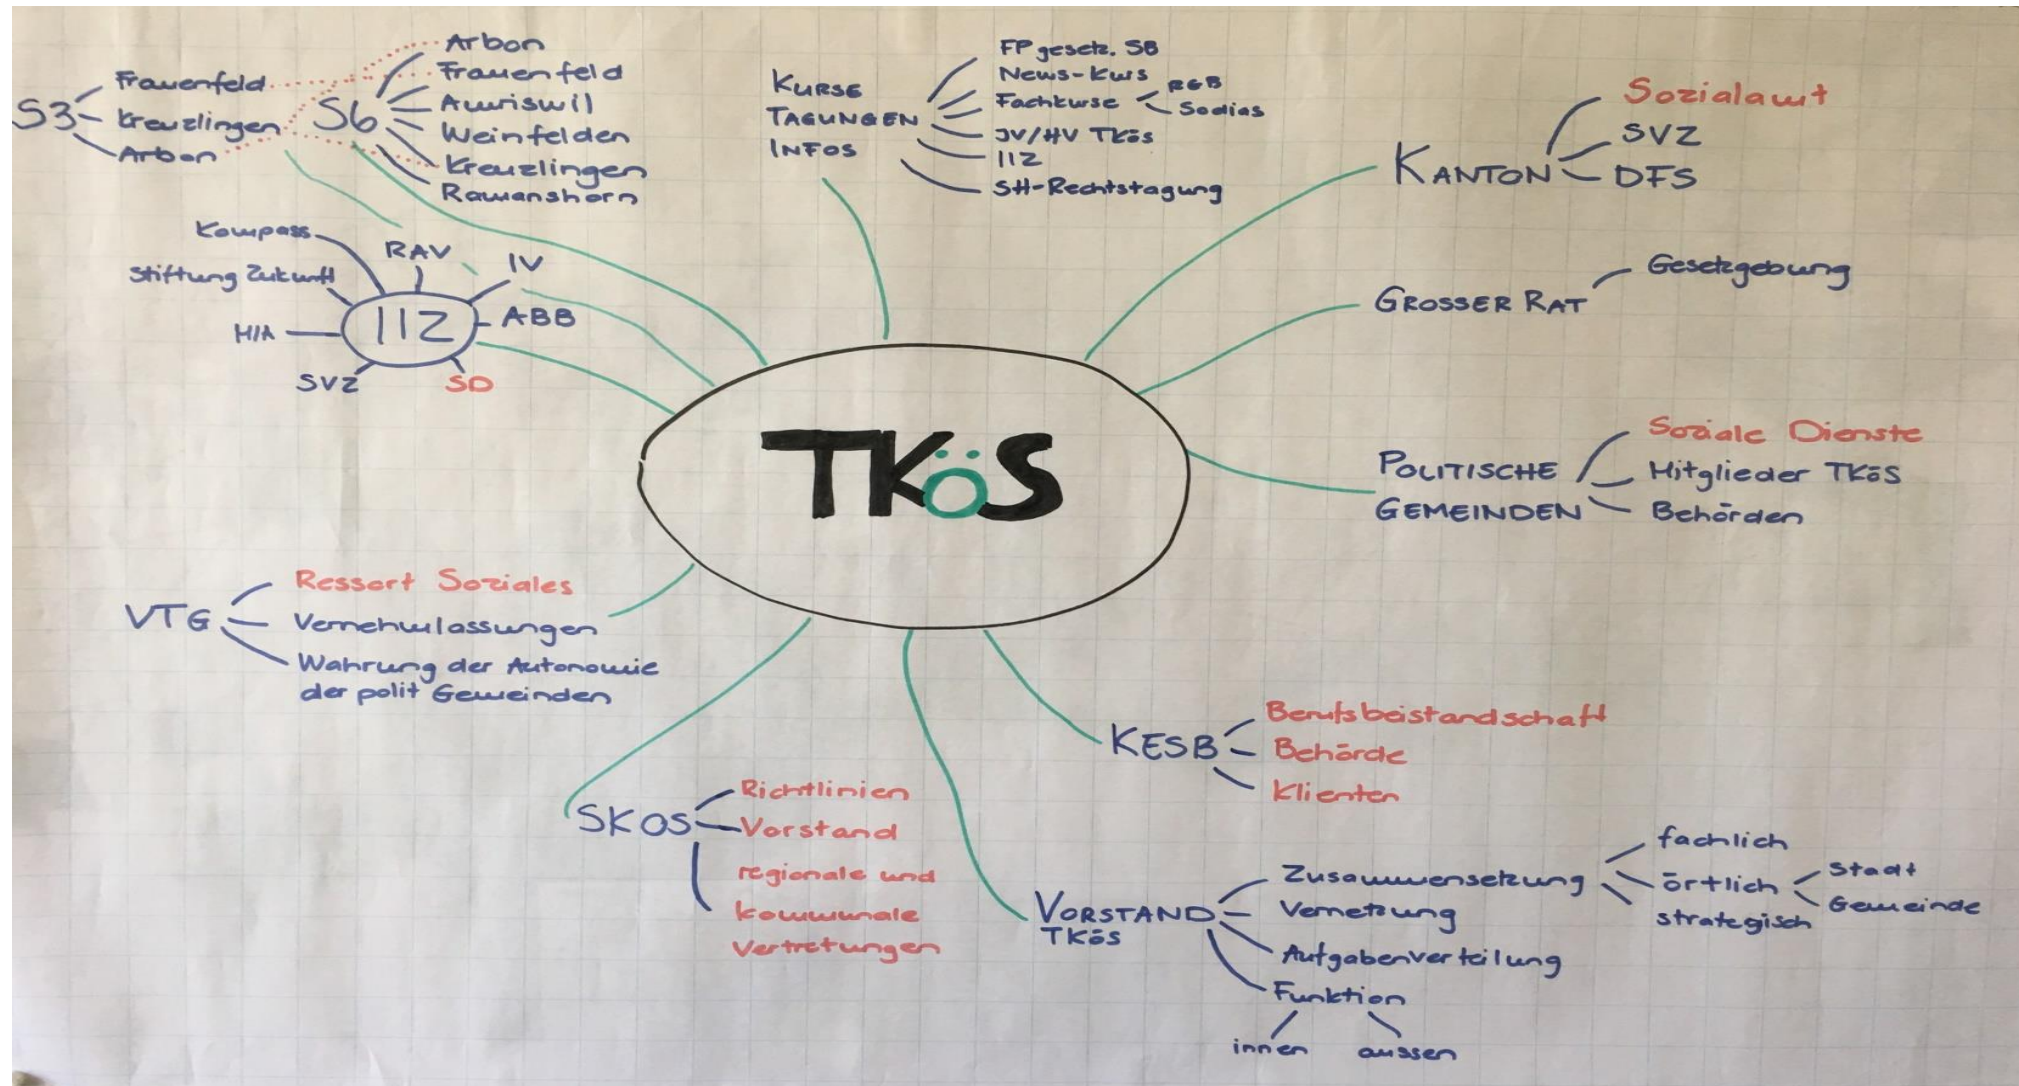 S3
Frauenfeld
Kreuzlingen
Arbon
S6
Arbon
Frauenfeld
Amriswil
Weinfelden
Kreuzlingen
Romanshorn
KURSE
TAGUNGEN
INFOS
FP gesetz. SB
News-Kurs
Fachkurse
R&B
Sodias
JV/HV TKöS
IIZ
SH-Rechtstagung
KANTON
Sozialamt
SVZ
DFS
GROSSER RAT
Gesetzgebung
POLITISCHE
GEMEINDEN
Soziale Dienste
Mitglieder TKöS
Behörden
IIZ
Kompass
Stiftung Zukunft
RAV
IV
ABB
SD
SVZ
TKöS
VTG
Ressort Soziales
Vernehmlassungen
Wahrung der Autonomie
der polit Gemeinden
SKOS
Richtlinien
Vorstand
regionale und
kommunale
Vertretungen
KESB
Berufsbeistandschaft
Behörde
Klienten
VORSTAND
TKöS
Zusammensetzung
fachlich
örtlich
Stadt
Gemeinde
strategisch
Vernetzung
Aufgabenverteilung
Funktion
innen
aussen